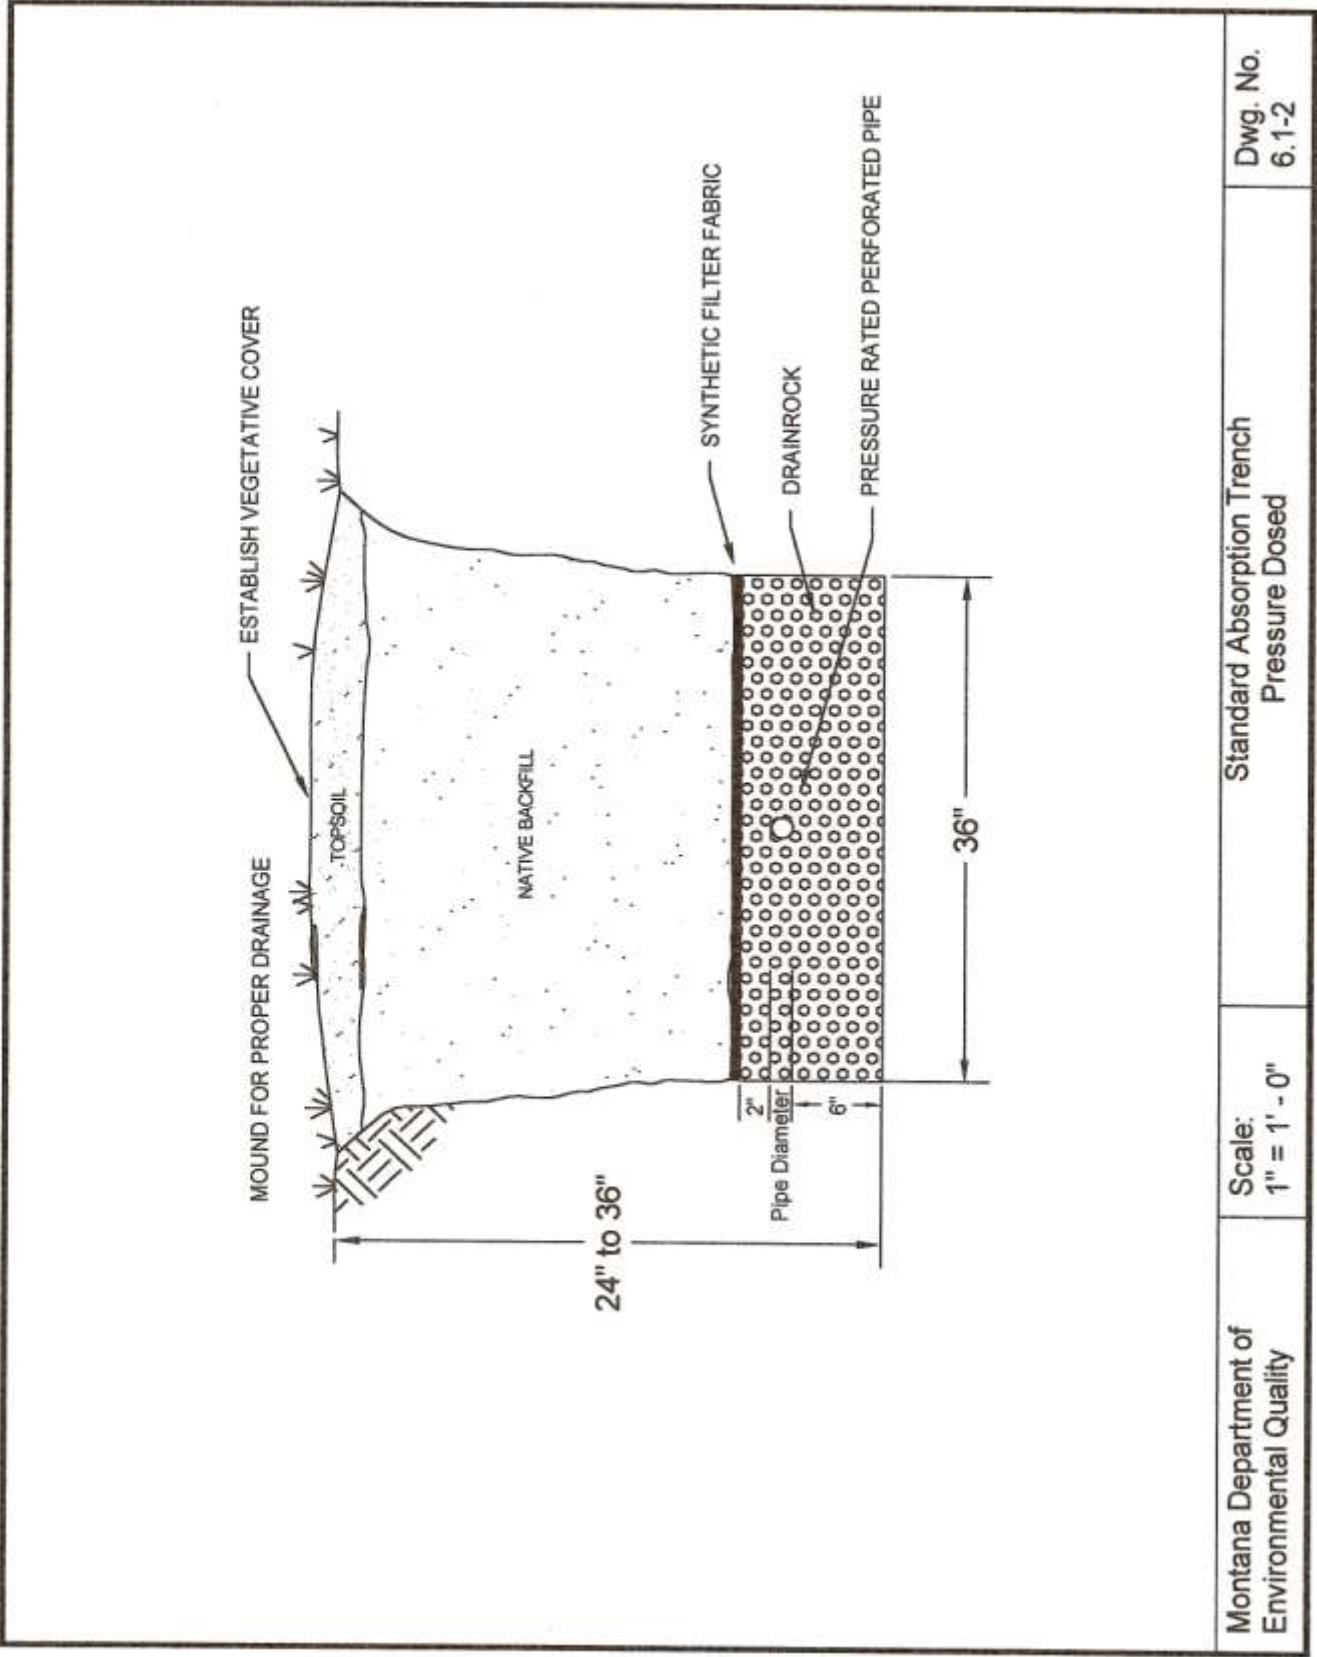 MOUND FOR PROPER DRAINAGE
ESTABLISH VEGETATIVE COVER
TOPSOIL
NATIVE BACKFILL
24" to 36"
SYNTHETIC FILTER FABRIC
2"
Pipe Diameter
6"
DRAINROCK
PRESSURE RATED PERFORATED PIPE
36"
Montana Department of
Environmental Quality
Scale:
1" = 1' - 0"
Standard Absorption Trench
Pressure Dosed
Dwg. No.
6.1-2